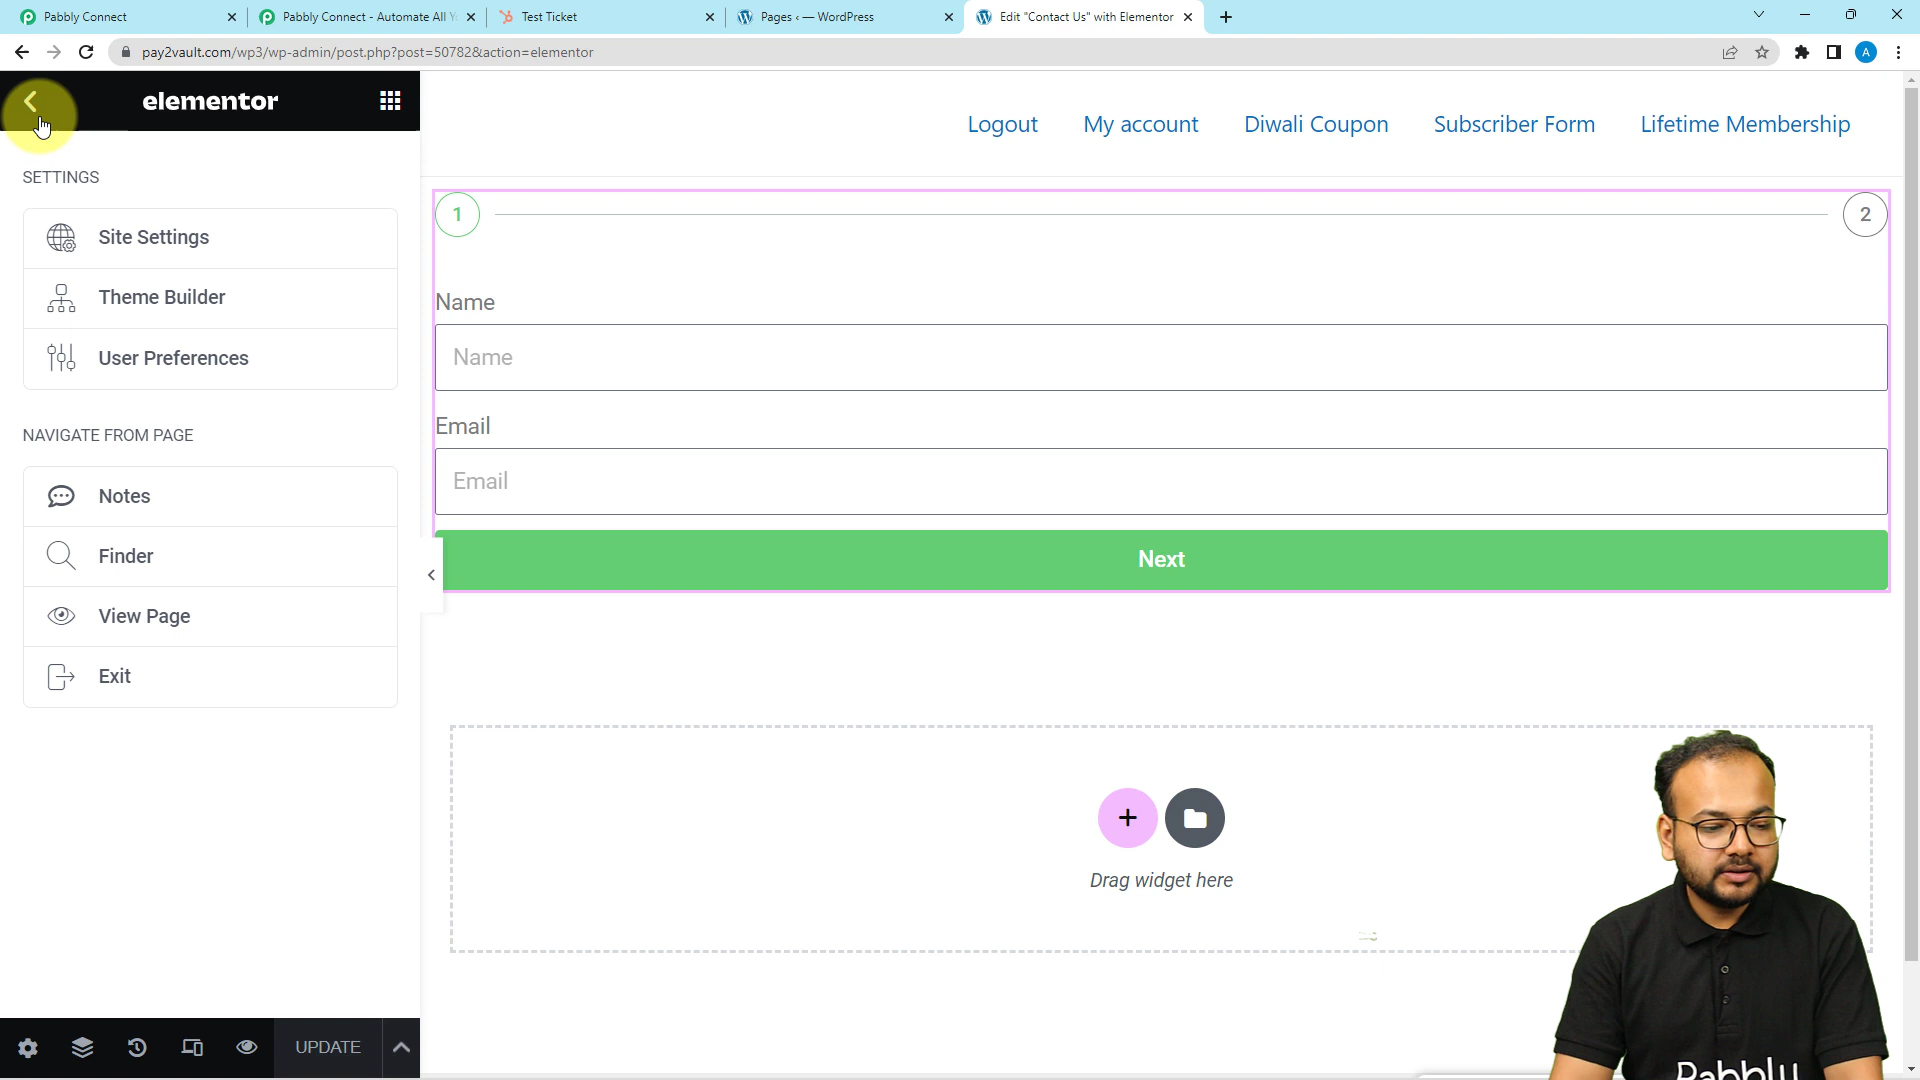 Pabbly Connect
Pabbly Connect - Automate All Y
Test Ticket
Pages ‹ — WordPress
Edit "Contact Us" with Elementor
pay2vault.com/wp3/wp-admin/post.php?post=50782&action=elementor
A
elementor
Logout
My account
Diwali Coupon
Subscriber Form
Lifetime Membership
SETTINGS
Site Settings
Theme Builder
User Preferences
NAVIGATE FROM PAGE
Notes
Finder
View Page
Exit
1
2
Name
Name
Email
Email
Next
Drag widget here
UPDATE
Pabbly